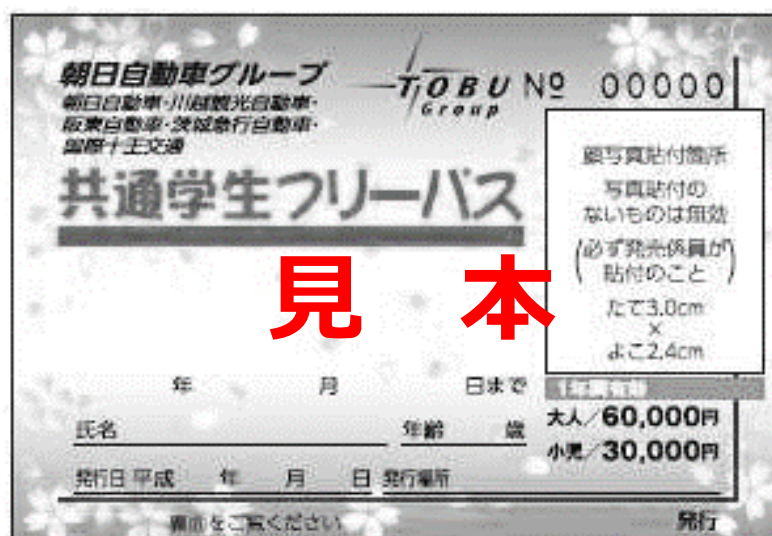 朝日自動車グループ
TOBU Group
№ 00000
朝日自動車・川越観光自動車・
阪東自動車・茨城急行自動車・
国際十王交通
共通学生フリーパス
顔写真貼付箇所
写真貼付の
ないものは無効
(必ず発売係員が
貼付のこと)
たて3.0cm
×
よこ2.4cm
見 本
年 月 日まで
1年間有効
大人/60,000円
氏名 年齢 歳
小児/30,000円
発行日 平成 年 月 日 発行場所
裏面をご覧ください
発行